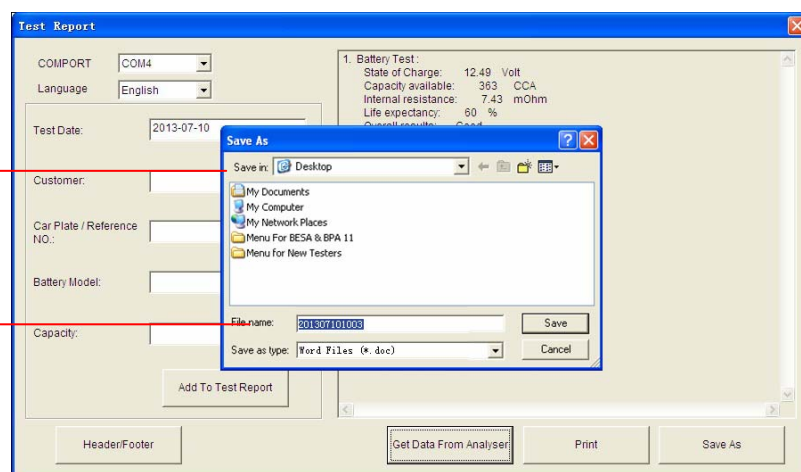 Test Report
COMPORT COM4
Language English
Test Date: 2013-07-10
Customer:
Car Plate / Reference
NO.:
Battery Model:
Capacity:
Add To Test Report
Header/Footer
1. Battery Test :
State of Charge: 12.49 Volt
Capacity available: 363 CCA
Internal resistance: 7.43 mOhm
Life expectancy: 60 %
Overall results: Good
Save As
Save in: Desktop
My Documents
My Computer
My Network Places
Menu For BESA & BPA 11
Menu for New Testers
File name: 201307101003
Save
Save as type: Word Files (*.doc)
Cancel
Get Data From Analyser
Print
Save As